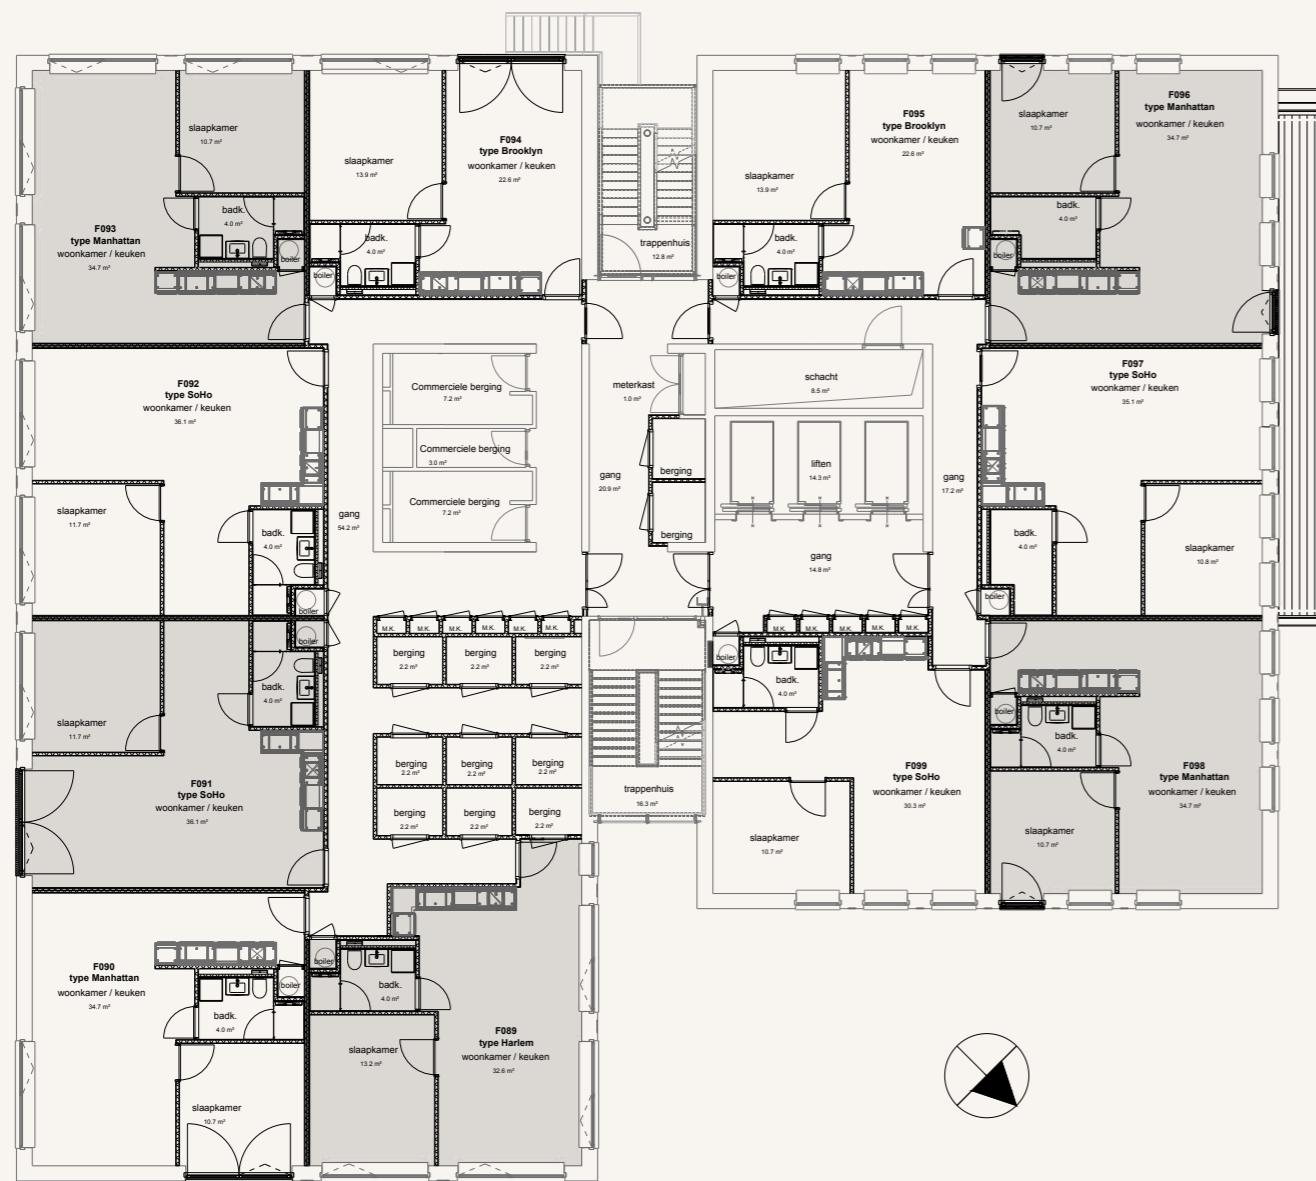 F093
type Manhattan
woonkamer / keuken
34.7 m²
slaapkamer
10.7 m²
badk.
4.0 m²
boiler
slaapkamer
13.9 m²
F094
type Brooklyn
woonkamer / keuken
22.6 m²
badk.
4.0 m²
boiler
trappenhuis
12.8 m²
slaapkamer
13.9 m²
F095
type Brooklyn
woonkamer / keuken
22.6 m²
badk.
4.0 m²
boiler
slaapkamer
10.7 m²
F096
type Manhattan
woonkamer / keuken
34.7 m²
badk.
4.0 m²
boiler
F092
type SoHo
woonkamer / keuken
36.1 m²
slaapkamer
11.7 m²
badk.
4.0 m²
boiler
gang
54.2 m²
Commerciele berging
7.2 m²
Commerciele berging
3.0 m²
Commerciele berging
7.2 m²
meterkast
1.0 m²
gang
20.9 m²
berging
berging
schacht
8.5 m²
liften
14.3 m²
gang
14.8 m²
gang
17.2 m²
F097
type SoHo
woonkamer / keuken
35.1 m²
badk.
4.0 m²
boiler
slaapkamer
10.8 m²
boiler
badk.
4.0 m²
slaapkamer
11.7 m²
F091
type SoHo
woonkamer / keuken
36.1 m²
M.K. M.K. M.K. M.K. M.K. M.K.
berging
2.2 m²
berging
2.2 m²
berging
2.2 m²
berging
2.2 m²
berging
2.2 m²
berging
2.2 m²
berging
2.2 m²
berging
2.2 m²
berging
2.2 m²
trappenhuis
16.3 m²
M.K. M.K. M.K. M.K. M.K.
boiler
badk.
4.0 m²
F099
type SoHo
woonkamer / keuken
30.3 m²
slaapkamer
10.7 m²
boiler
badk.
4.0 m²
F098
type Manhattan
woonkamer / keuken
34.7 m²
slaapkamer
10.7 m²
F090
type Manhattan
woonkamer / keuken
34.7 m²
boiler
badk.
4.0 m²
slaapkamer
10.7 m²
boiler
badk.
4.0 m²
slaapkamer
13.2 m²
F089
type Harlem
woonkamer / keuken
32.6 m²